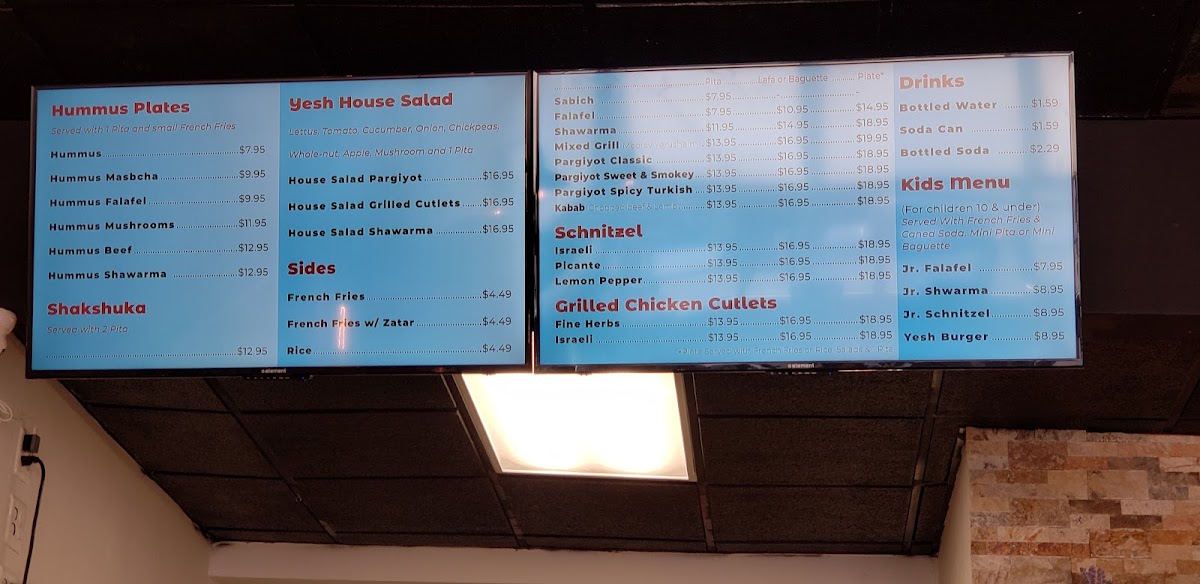 Hummus Plates
Served with 1 Pita and small French Fries
Hummus $7.95
Hummus Masbcha $9.95
Hummus Falafel $9.95
Hummus Mushrooms $11.95
Hummus Beef $12.95
Hummus Shawarma $12.95
Shakshuka
Served with 2 Pita
$12.95
Yesh House Salad
Lettus, Tomato, Cucumber, Onion, Chickpeas,
Whole-nut, Apple, Mushroom and 1 Pita
House Salad Pargiyot $16.95
House Salad Grilled Cutlets $16.95
House Salad Shawarma $16.95
Sides
French Fries $4.49
French Fries w/ Zatar $4.49
Rice $4.49
element
Pita Lafa or Baguette Plate*
Sabich $7.95 - -
Falafel $7.95 $10.95 $14.95
Shawarma $11.95 $14.95 $18.95
Mixed Grill $13.95 $16.95 $19.95
Pargiyot Classic $13.95 $16.95 $18.95
Pargiyot Sweet & Smokey $13.95 $16.95 $18.95
Pargiyot Spicy Turkish $13.95 $16.95 $18.95
Kabab $13.95 $16.95 $18.95
Schnitzel
Israeli $13.95 $16.95 $18.95
Picante $13.95 $16.95 $18.95
Lemon Pepper $13.95 $16.95 $18.95
Grilled Chicken Cutlets
Fine Herbs $13.95 $16.95 $18.95
Israeli $13.95 $16.95 $18.95
*Plate Served with French Fries or Rice, Salads & 1 Pita
Drinks
Bottled Water $1.59
Soda Can $1.59
Bottled Soda $2.29
Kids Menu
(For children 10 & under)
Served With French Fries &
Caned Soda, Mini Pita or Mini
Baguette
Jr. Falafel $7.95
Jr. Shwarma $8.95
Jr. Schnitzel $8.95
Yesh Burger $8.95
element